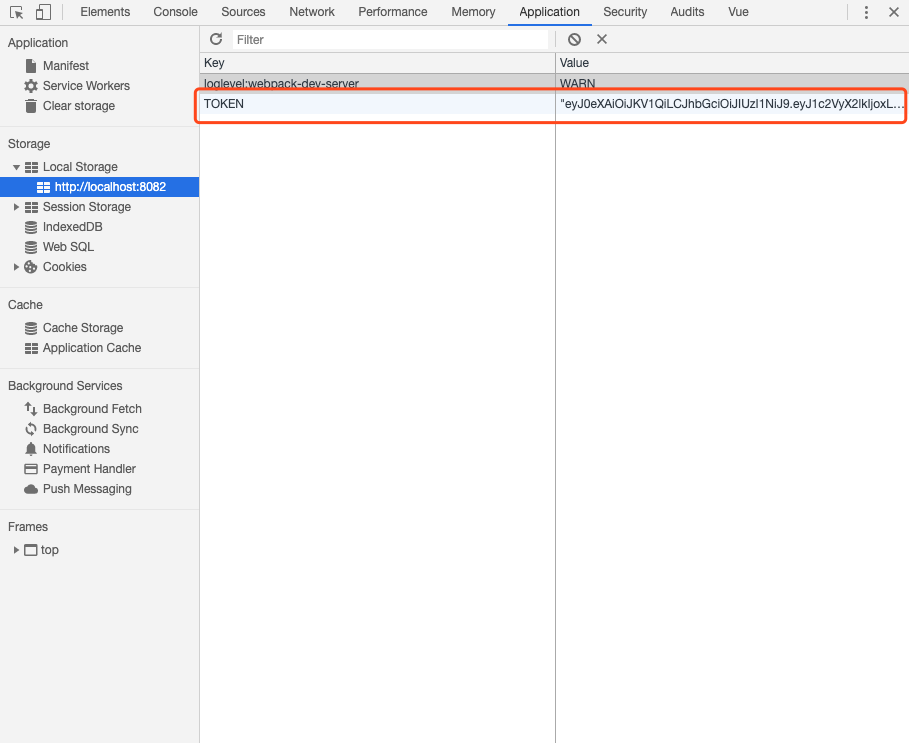 Elements Console Sources Network Performance Memory Application Security Audits Vue
Application
Manifest
Service Workers
Clear storage
Storage
Local Storage
http://localhost:8082
Session Storage
IndexedDB
Web SQL
Cookies
Cache
Cache Storage
Application Cache
Background Services
Background Fetch
Background Sync
Notifications
Payment Handler
Push Messaging
Frames
top
Filter
Key Value
loglevel:webpack-dev-server WARN
TOKEN "eyJ0eXAiOiJKV1QiLCJhbGciOiJIUzI1NiJ9.eyJ1c2VyX2lkIjoxL...